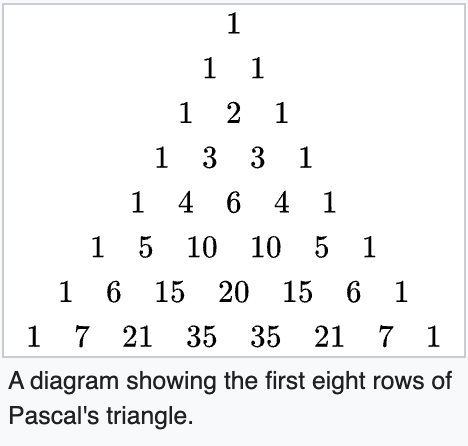 1
1 1
1 2 1
1 3 3 1
1 4 6 4 1
1 5 10 10 5 1
1 6 15 20 15 6 1
1 7 21 35 35 21 7 1
A diagram showing the first eight rows of
Pascal's triangle.